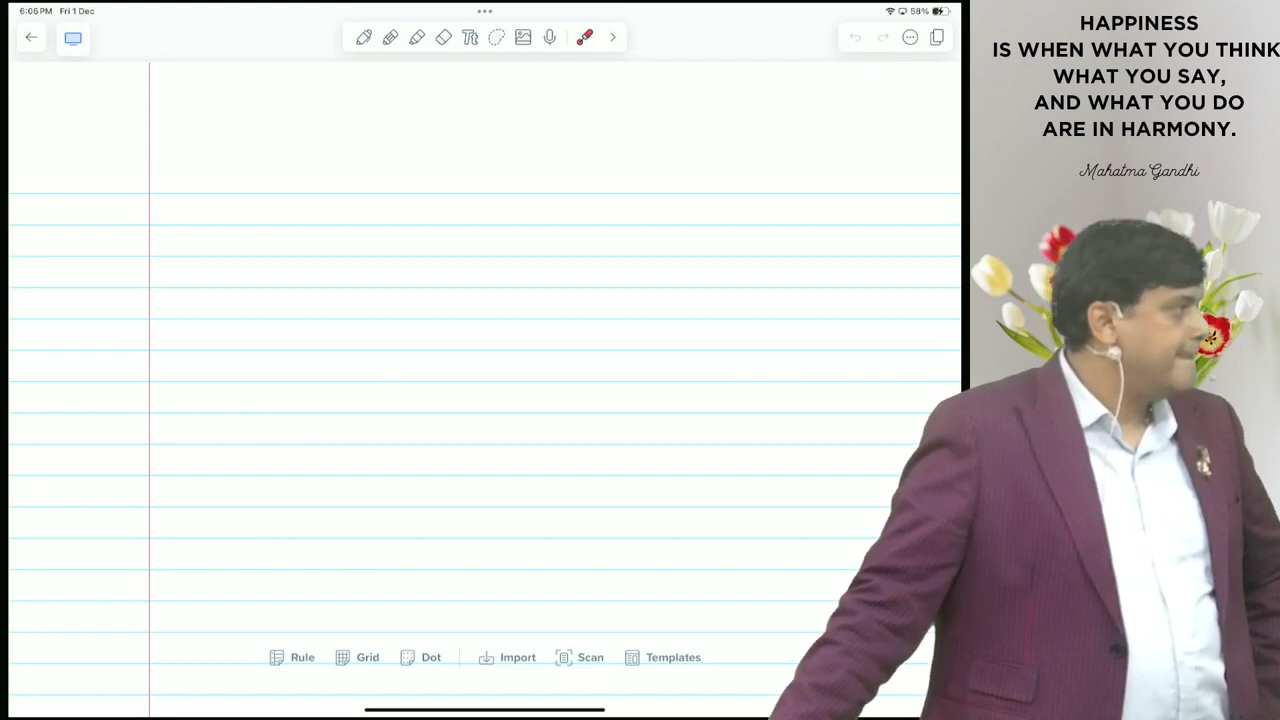 6:06 PM Fri 1 Dec
58%
Tt
HAPPINESS
IS WHEN WHAT YOU THINK
WHAT YOU SAY,
AND WHAT YOU DO
ARE IN HARMONY.
Mahatma Gandhi
Rule Grid Dot Import Scan Templates